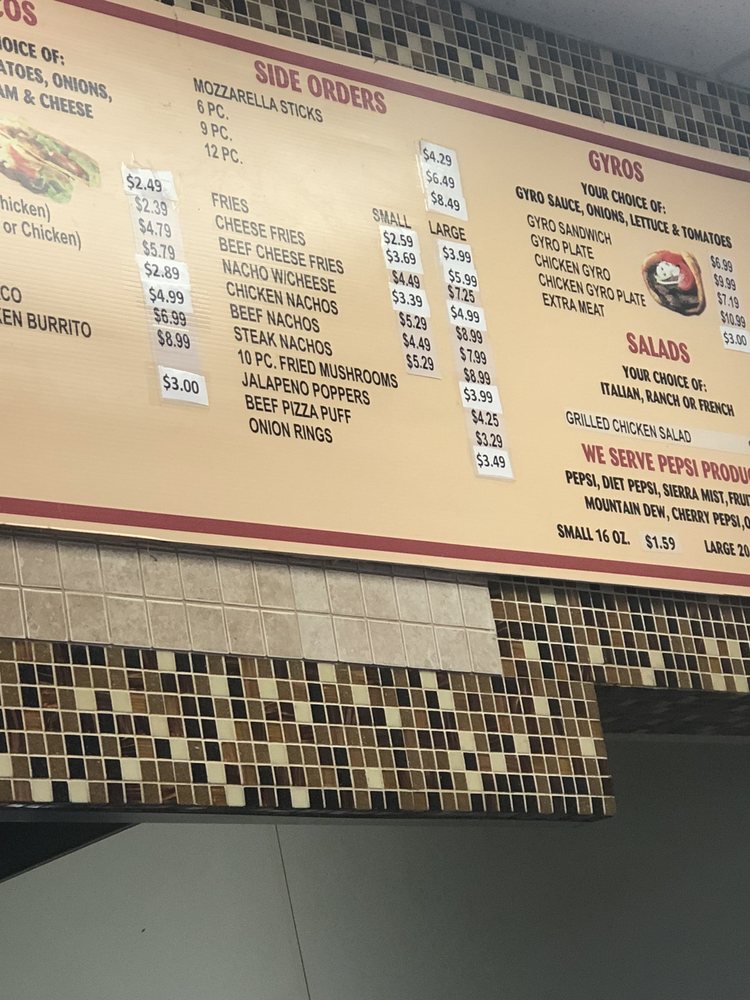 COS
HOICE OF:
ATOES, ONIONS,
AM & CHEESE
$2.49
hicken) $2.39
or Chicken) $4.79
$5.79
$2.89
CO $4.99
KEN BURRITO $6.99
$8.99
$3.00
SIDE ORDERS
MOZZARELLA STICKS
6 PC. $4.29
9 PC. $6.49
12 PC. $8.49
SMALL LARGE
FRIES $2.59 $3.99
CHEESE FRIES $3.69 $5.99
BEEF CHEESE FRIES $4.49 $7.25
NACHO W/CHEESE $3.39 $4.99
CHICKEN NACHOS $5.29 $8.99
BEEF NACHOS $4.49 $7.99
STEAK NACHOS $5.29 $8.99
10 PC. FRIED MUSHROOMS $3.99
JALAPENO POPPERS $4.25
BEEF PIZZA PUFF $3.29
ONION RINGS $3.49
GYROS
YOUR CHOICE OF:
GYRO SAUCE, ONIONS, LETTUCE & TOMATOES
GYRO SANDWICH $6.99
GYRO PLATE $9.99
CHICKEN GYRO $7.19
CHICKEN GYRO PLATE $10.99
EXTRA MEAT $3.00
SALADS
YOUR CHOICE OF:
ITALIAN, RANCH OR FRENCH
GRILLED CHICKEN SALAD
WE SERVE PEPSI PRODU
PEPSI, DIET PEPSI, SIERRA MIST, FRUI
MOUNTAIN DEW, CHERRY PEPSI, O
SMALL 16 OZ. $1.59 LARGE 20